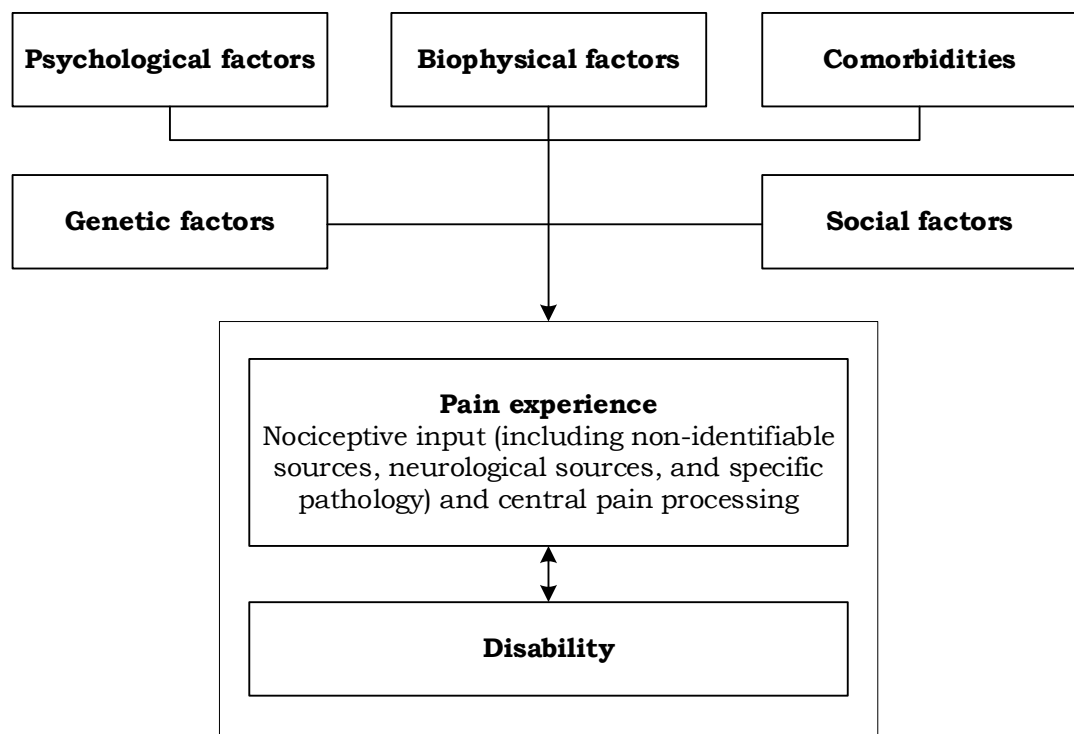 Psychological factors
Biophysical factors
Comorbidities
Genetic factors
Social factors
Pain experience
Nociceptive input (including non-identifiable
sources, neurological sources, and specific
pathology) and central pain processing
Disability